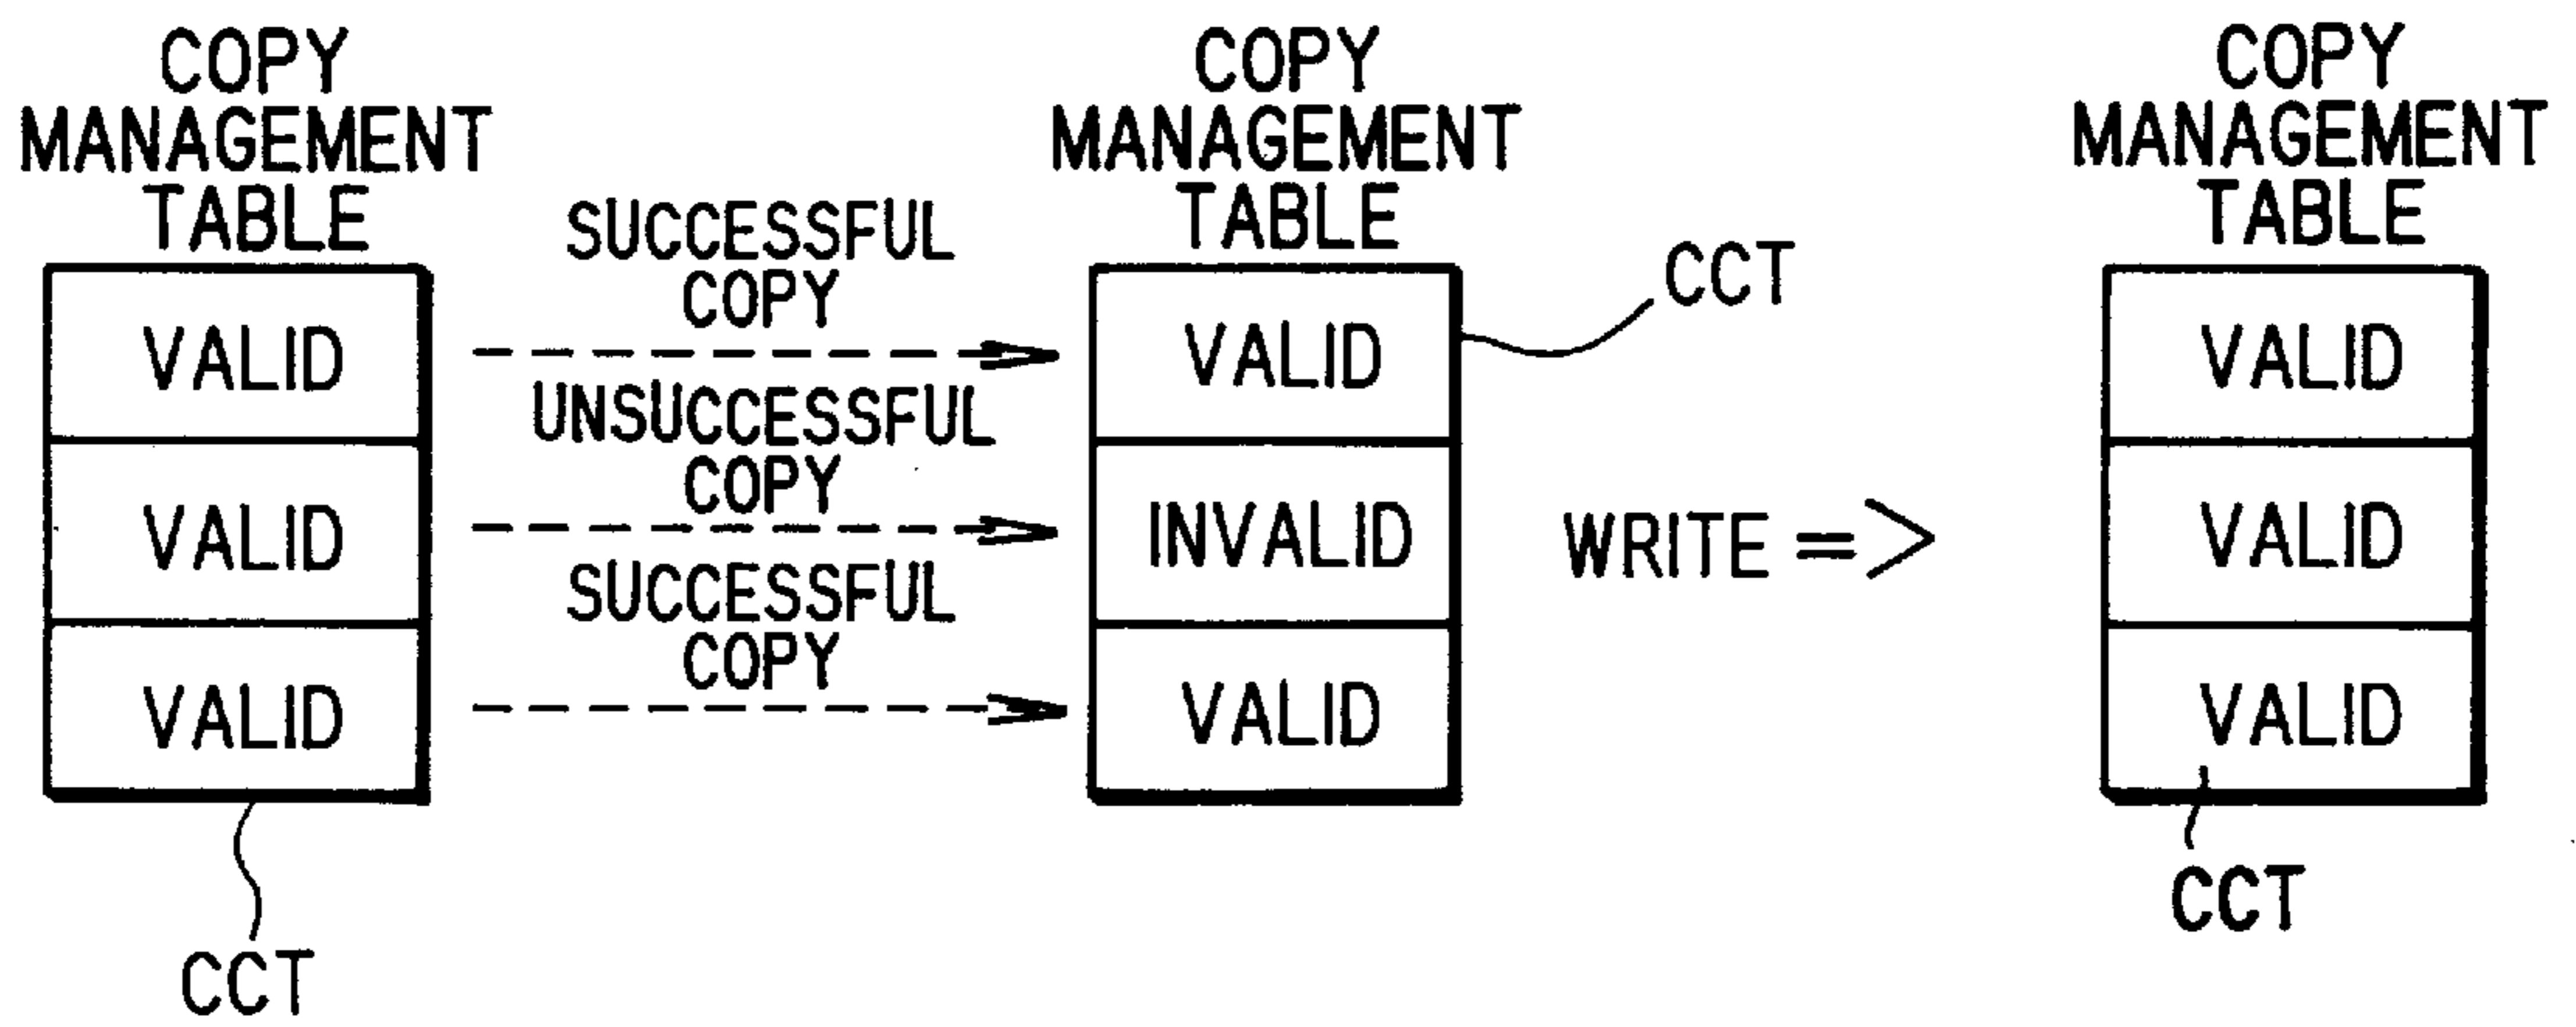 COPY
MANAGEMENT
TABLE
VALID
VALID
VALID
CCT
SUCCESSFUL
COPY
UNSUCCESSFUL
COPY
SUCCESSFUL
COPY
COPY
MANAGEMENT
TABLE
VALID
INVALID
VALID
CCT
WRITE =>
COPY
MANAGEMENT
TABLE
VALID
VALID
VALID
CCT